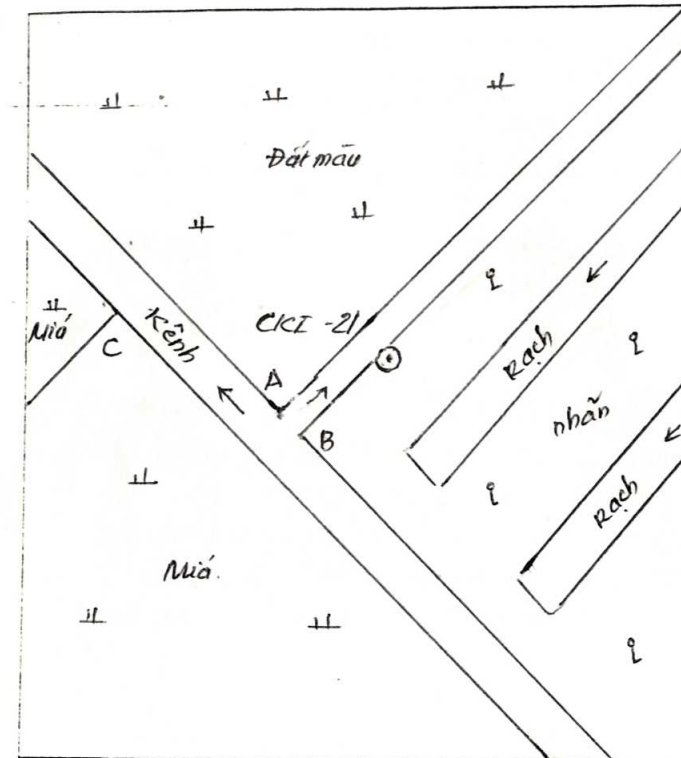 Đất màu
CKI -21
Kênh
Mía
C
A
B
Rạch
nhãn
Rạch
Mía.